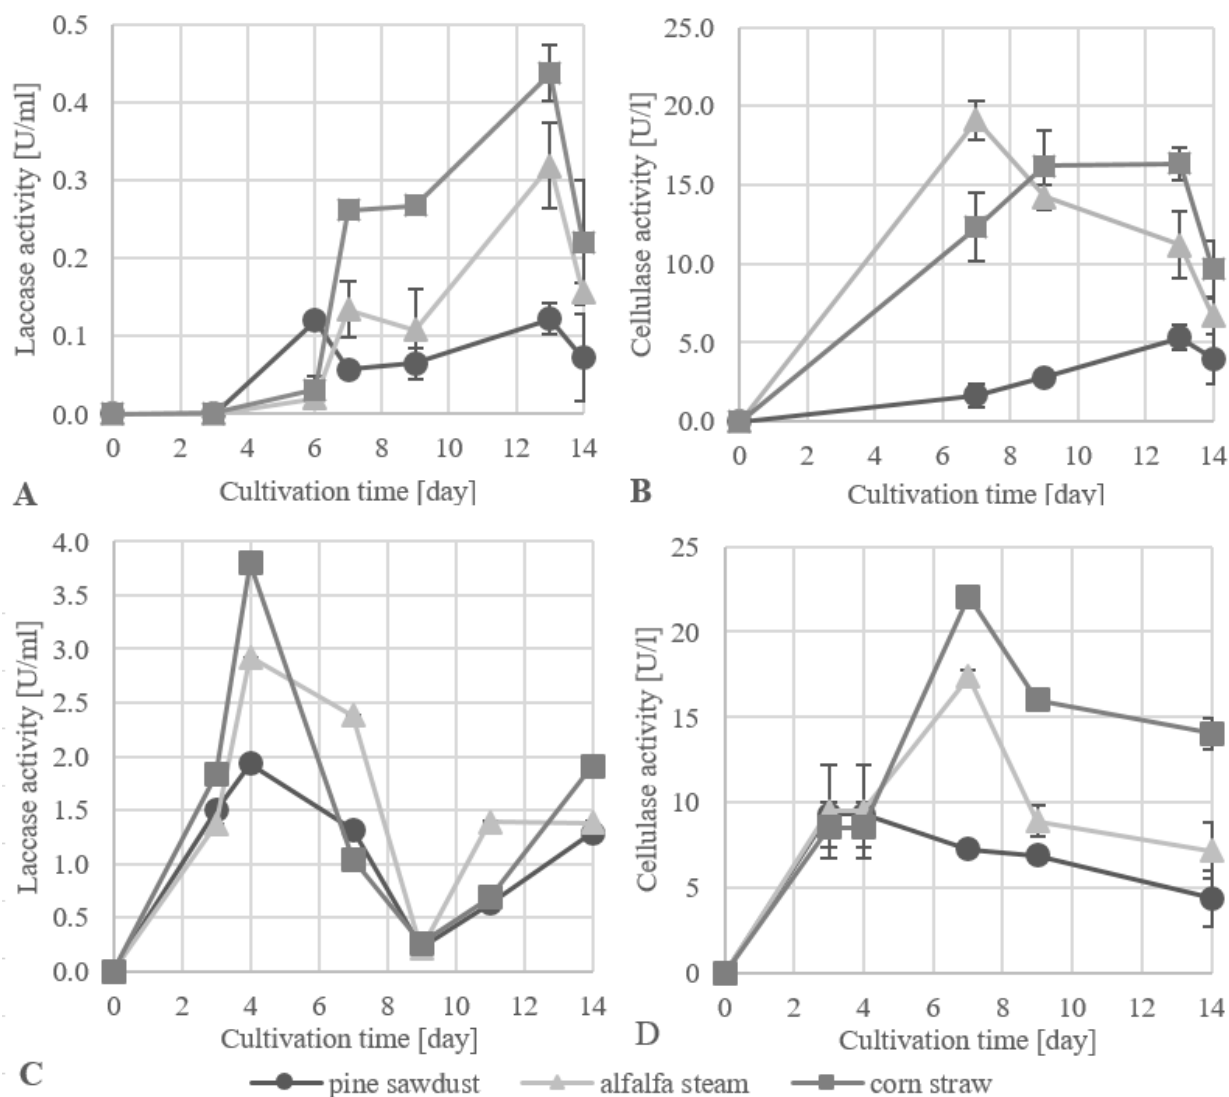 0.5
0.4
0.3
0.2
0.1
0.0
Laccase activity [U/ml]
0 2 4 6 8 10 12 14
Cultivation time [day]
A
25.0
20.0
15.0
10.0
5.0
0.0
Cellulase activity [U/l]
0 2 4 6 8 10 12 14
Cultivation time [day]
B
4.0
3.5
3.0
2.5
2.0
1.5
1.0
0.5
0.0
Laccase activity [U/ml]
0 2 4 6 8 10 12 14
Cultivation time [day]
C
25
20
15
10
5
0
Cellulase activity [U/l]
0 2 4 6 8 10 12 14
Cultivation time [day]
D
pine sawdust alfalfa steam corn straw